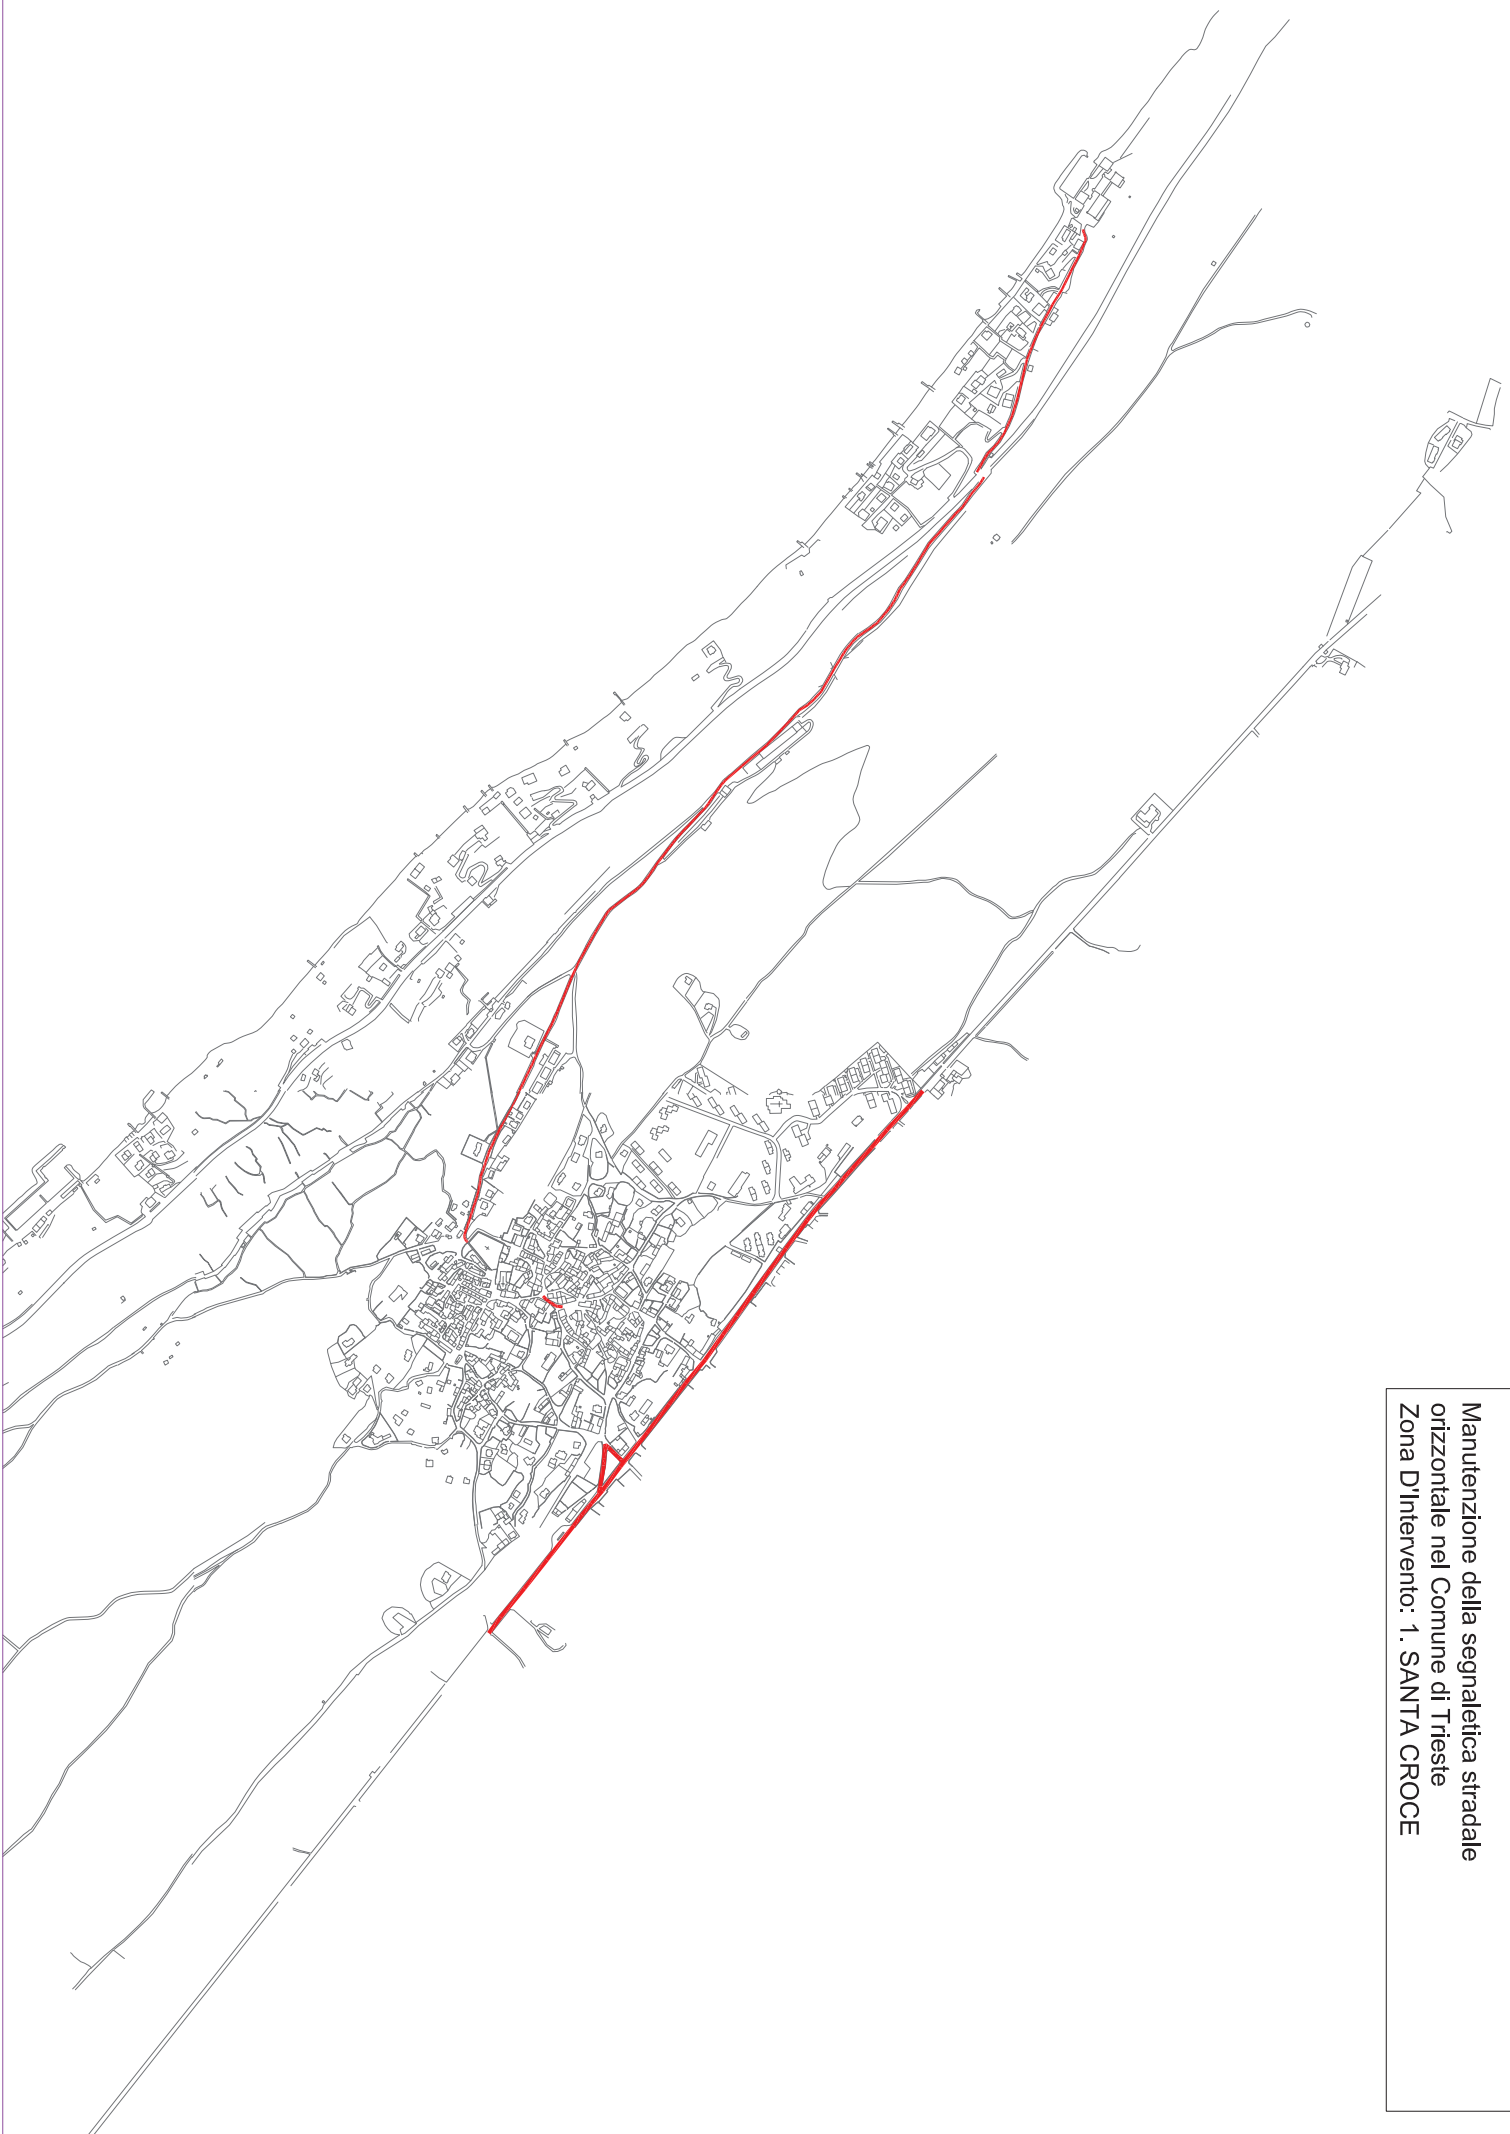 Manutenzione della segnaletica stradale
orizzontale nel Comune di Trieste
Zona D'Intervento: 1. SANTA CROCE